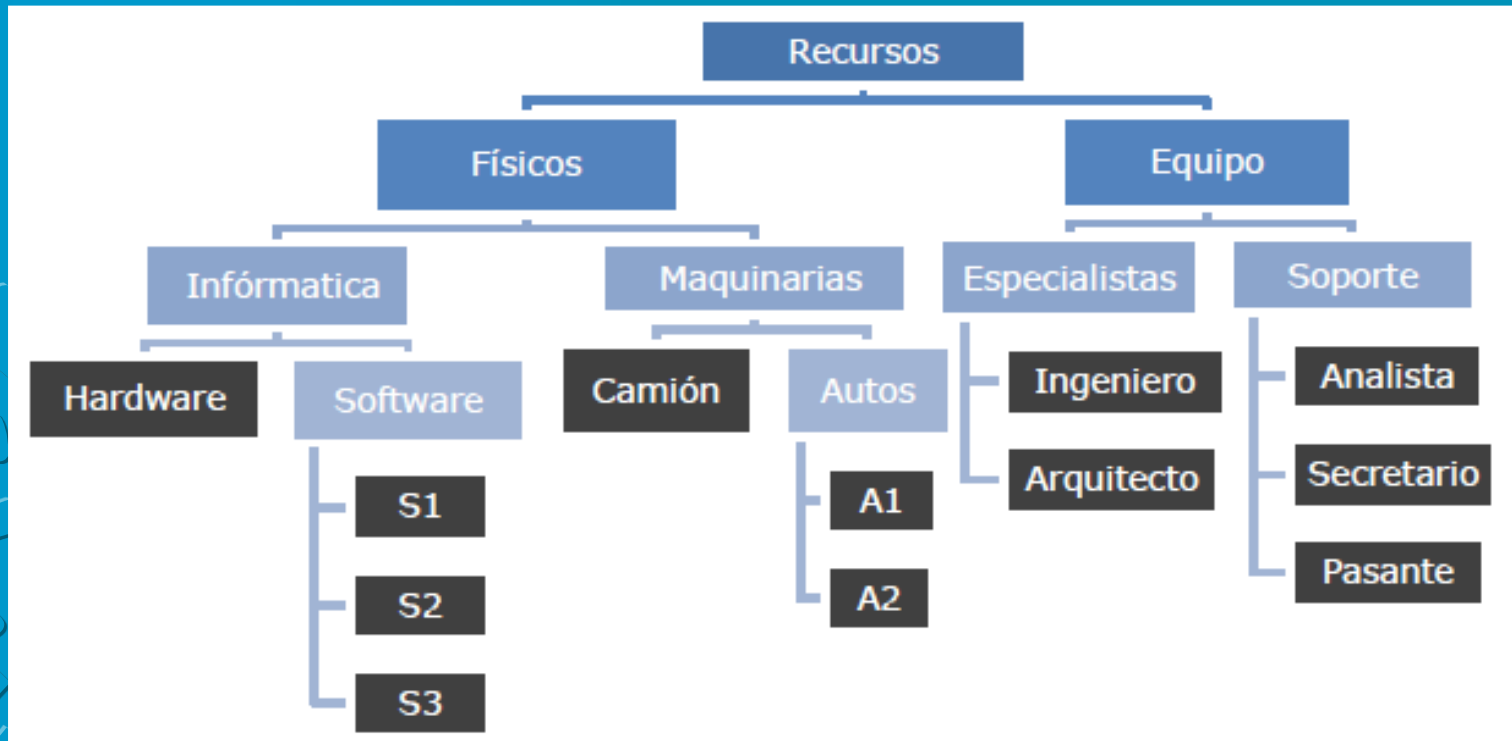 Recursos
Físicos
Equipo
Infórmatica
Maquinarias
Especialistas
Soporte
Hardware
Software
Camión
Autos
Ingeniero
Analista
Arquitecto
Secretario
S1
A1
Pasante
S2
A2
S3